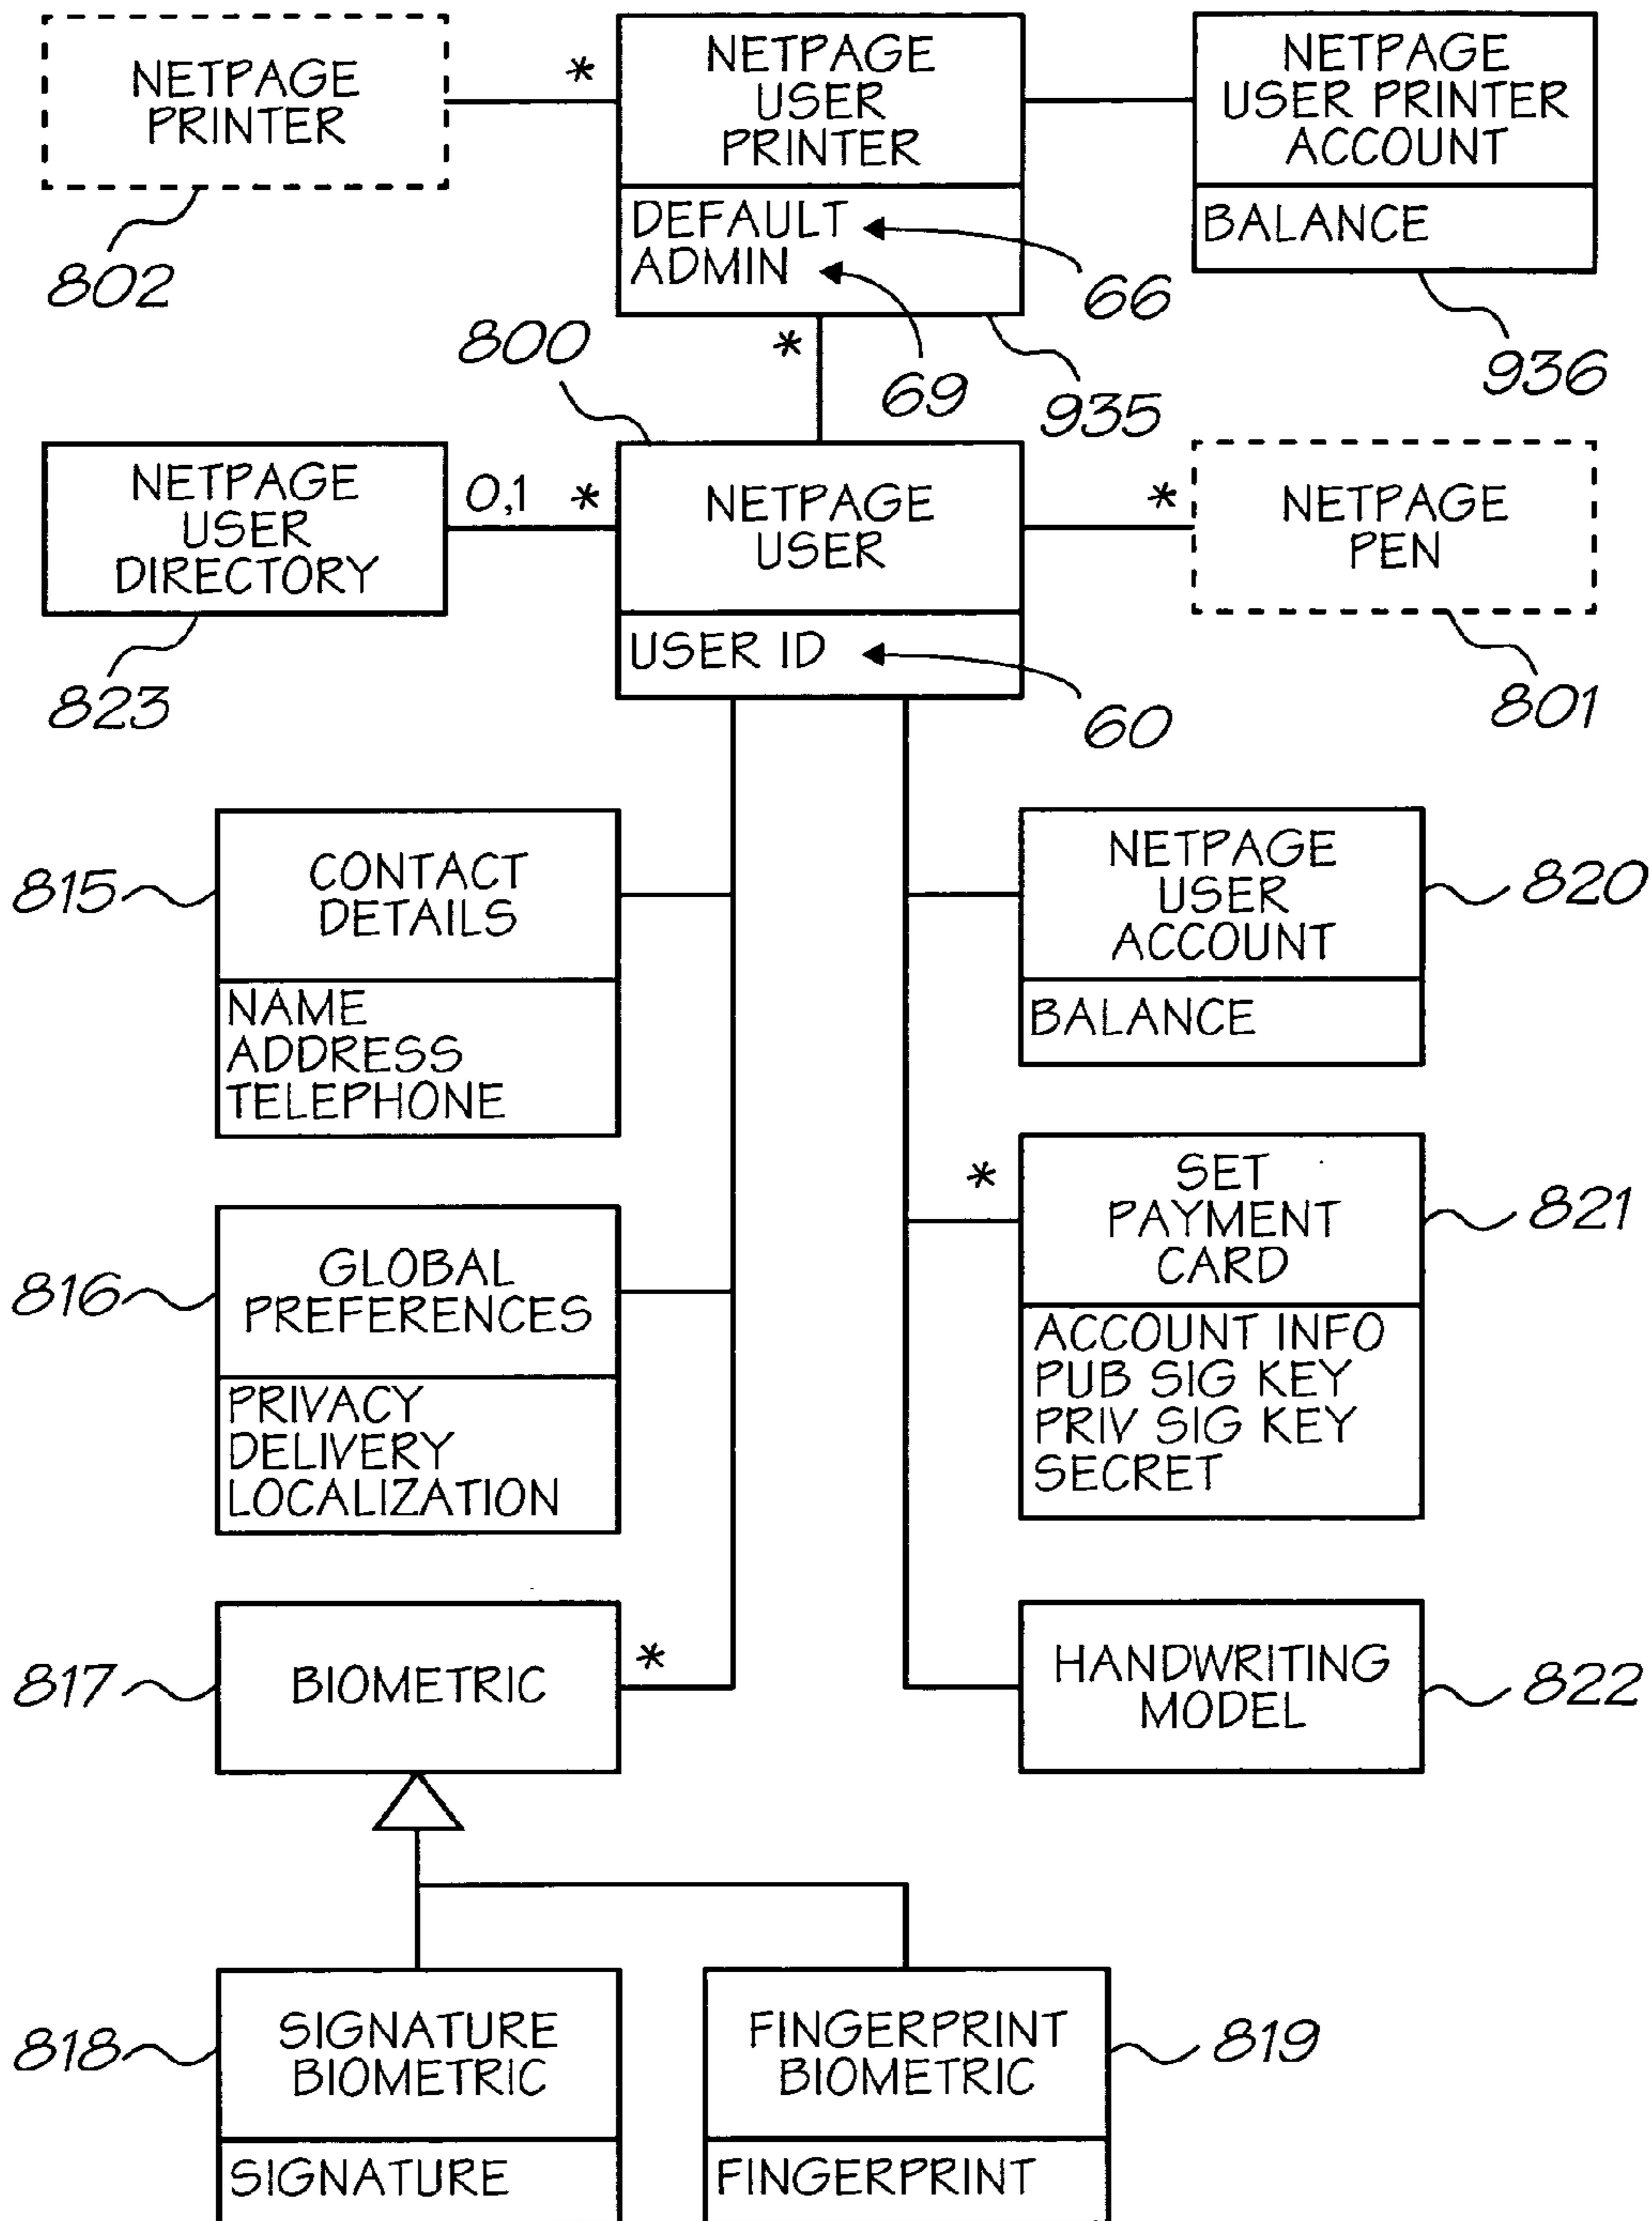 NETPAGE
PRINTER
802
*
NETPAGE
USER
PRINTER
DEFAULT
ADMIN
66
69
935
NETPAGE
USER PRINTER
ACCOUNT
BALANCE
936
*
800
NETPAGE
USER
DIRECTORY
823
0,1 *
NETPAGE
USER
USER ID
60
*
NETPAGE
PEN
801
815
CONTACT
DETAILS
NAME
ADDRESS
TELEPHONE
NETPAGE
USER
ACCOUNT
BALANCE
820
816
GLOBAL
PREFERENCES
PRIVACY
DELIVERY
LOCALIZATION
*
SET
PAYMENT
CARD
ACCOUNT INFO
PUB SIG KEY
PRIV SIG KEY
SECRET
821
817
BIOMETRIC
*
HANDWRITING
MODEL
822
818
SIGNATURE
BIOMETRIC
SIGNATURE
FINGERPRINT
BIOMETRIC
FINGERPRINT
819